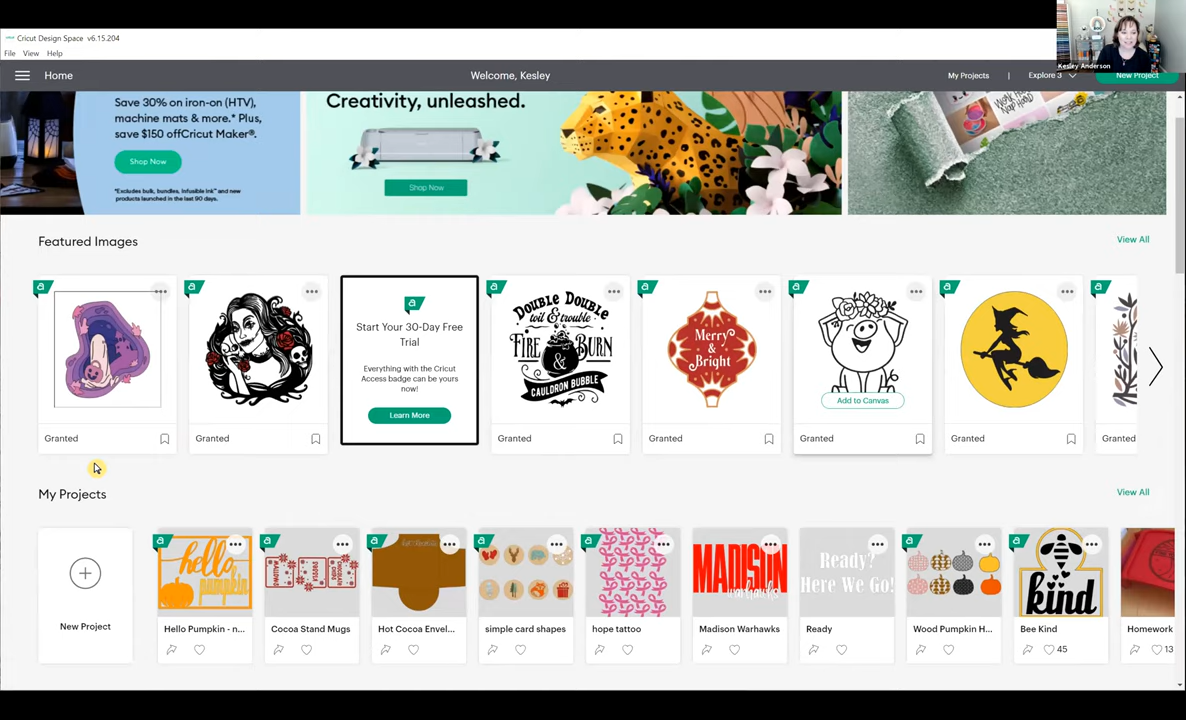 Cricut Design Space v6.15.204
File View Help
Kesley Anderson
Home
Welcome, Kesley
My Projects | Explore 3
New Project
Save 30% on iron-on (HTV),
machine mats & more.* Plus,
save $150 offCricut Maker®.
Shop Now
*Excludes bulk, bundles, Infusible Ink™ and new
products launched in the last 90 days.
Creativity, unleashed.
Shop Now
Featured Images
View All
Start Your 30-Day Free
Trial
Everything with the Cricut
Access badge can be yours
now!
Learn More
DOUBLE DOUBLE
toil & trouble
FIRE BURN
&
CAULDRON BUBBLE
Merry
&
Bright
Add to Canvas
Granted
Granted
Granted
Granted
Granted
Granted
Granted
My Projects
View All
New Project
hello
pumpkin
MADISON
warhawks
Ready?
Here We Go!
kind
Hello Pumpkin - n...
Cocoa Stand Mugs
Hot Cocoa Envel...
simple card shapes
hope tattoo
Madison Warhawks
Ready
Wood Pumpkin H...
Bee Kind
Homework
45
13